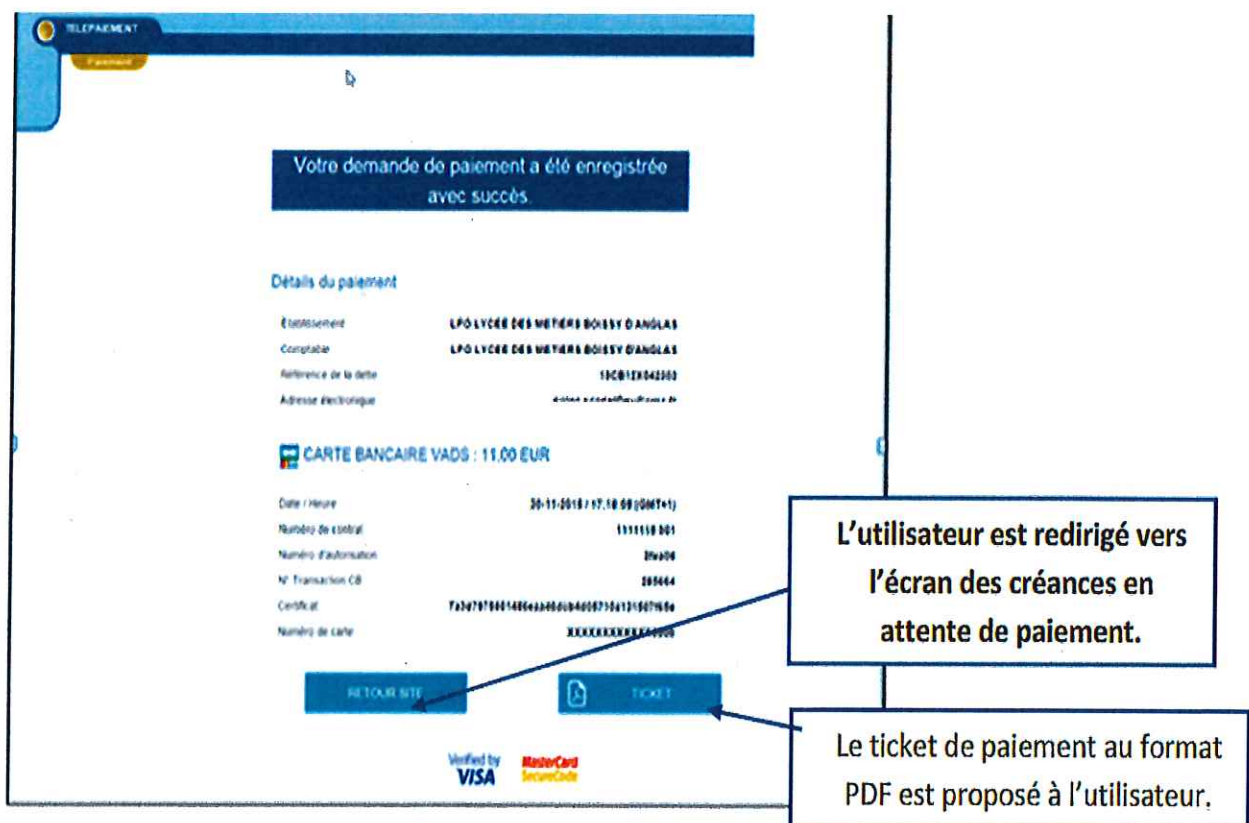 TELEPAIEMENT
Paiement
Votre demande de paiement a été enregistrée
avec succès.
Détails du paiement
Etablissement LPO LYCEE DES METIERS BOISSY D'ANGLAS
Comptable LPO LYCEE DES METIERS BOISSY D'ANGLAS
Référence de la dette
Adresse électronique
CARTE BANCAIRE VADS : 11.00 EUR
Date / Heure
Numéro de contrat
Numéro d'autorisation
N° Transaction CB
Certificat
Numéro de carte
RETOUR SITE
TICKET
Verified by
VISA
MasterCard
SecureCode
L'utilisateur est redirigé vers
l'écran des créances en
attente de paiement.
Le ticket de paiement au format
PDF est proposé à l'utilisateur.